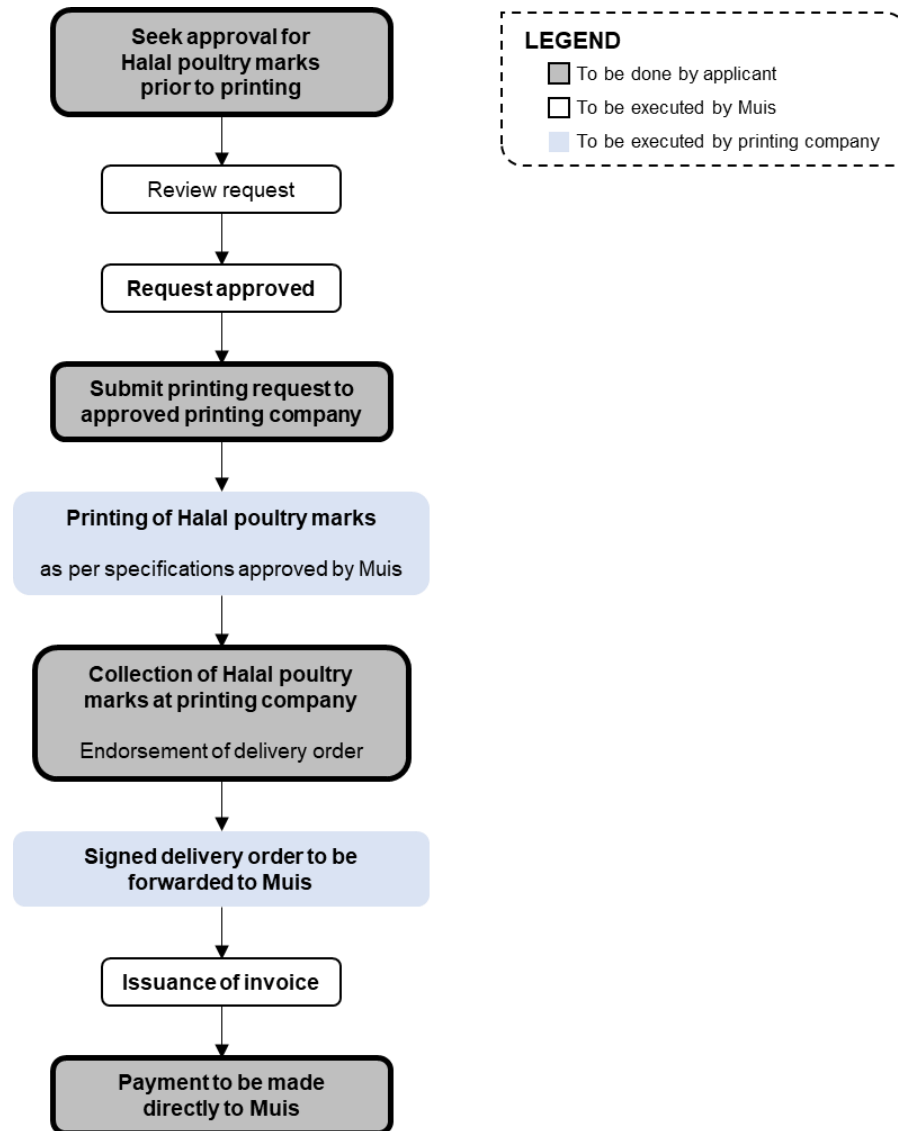 Seek approval for
Halal poultry marks
prior to printing
LEGEND
To be done by applicant
To be executed by Muis
To be executed by printing company
Review request
Request approved
Submit printing request to
approved printing company
Printing of Halal poultry marks
as per specifications approved by Muis
Collection of Halal poultry
marks at printing company
Endorsement of delivery order
Signed delivery order to be
forwarded to Muis
Issuance of invoice
Payment to be made
directly to Muis